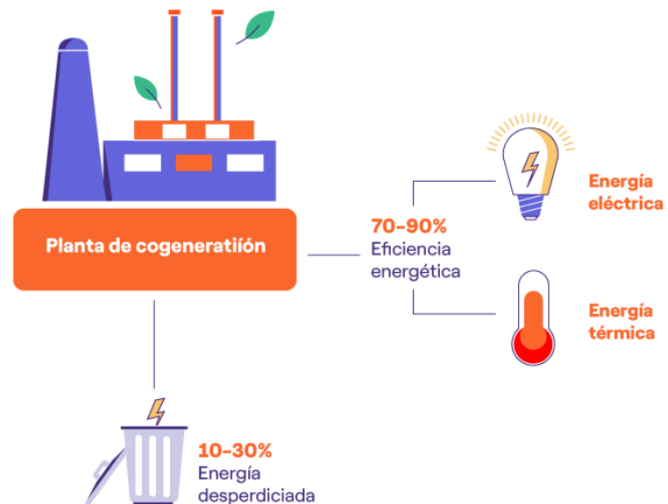 Planta de cogeneratiíón
70-90%
Eficiencia
energética
Energía
eléctrica
Energía
térmica
10-30%
Energía
desperdiciada